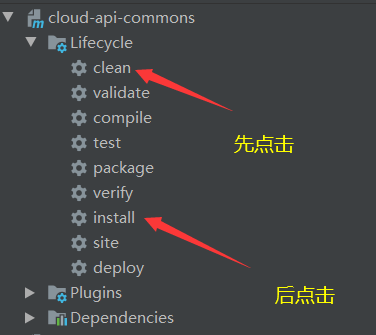 cloud-api-commons
Lifecycle
clean
validate
compile
test
先点击
package
verify
install
site
deploy
后点击
Plugins
Dependencies